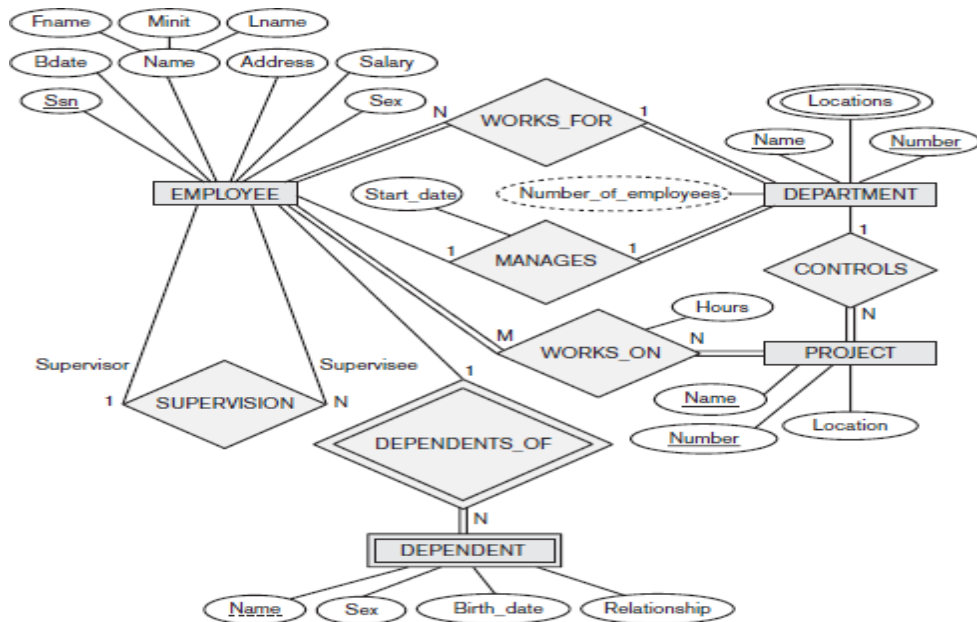 Fname Minit Lname
Bdate Name Address Salary
Ssn Sex
N WORKS_FOR 1
Locations
Name Number
EMPLOYEE
Start_date Number_of_employees DEPARTMENT
1 MANAGES 1
1
CONTROLS
N
Hours
M WORKS_ON N
PROJECT
Supervisor Supervisee
1 SUPERVISION N
1
Name
Number Location
DEPENDENTS_OF
N
DEPENDENT
Name Sex Birth_date Relationship